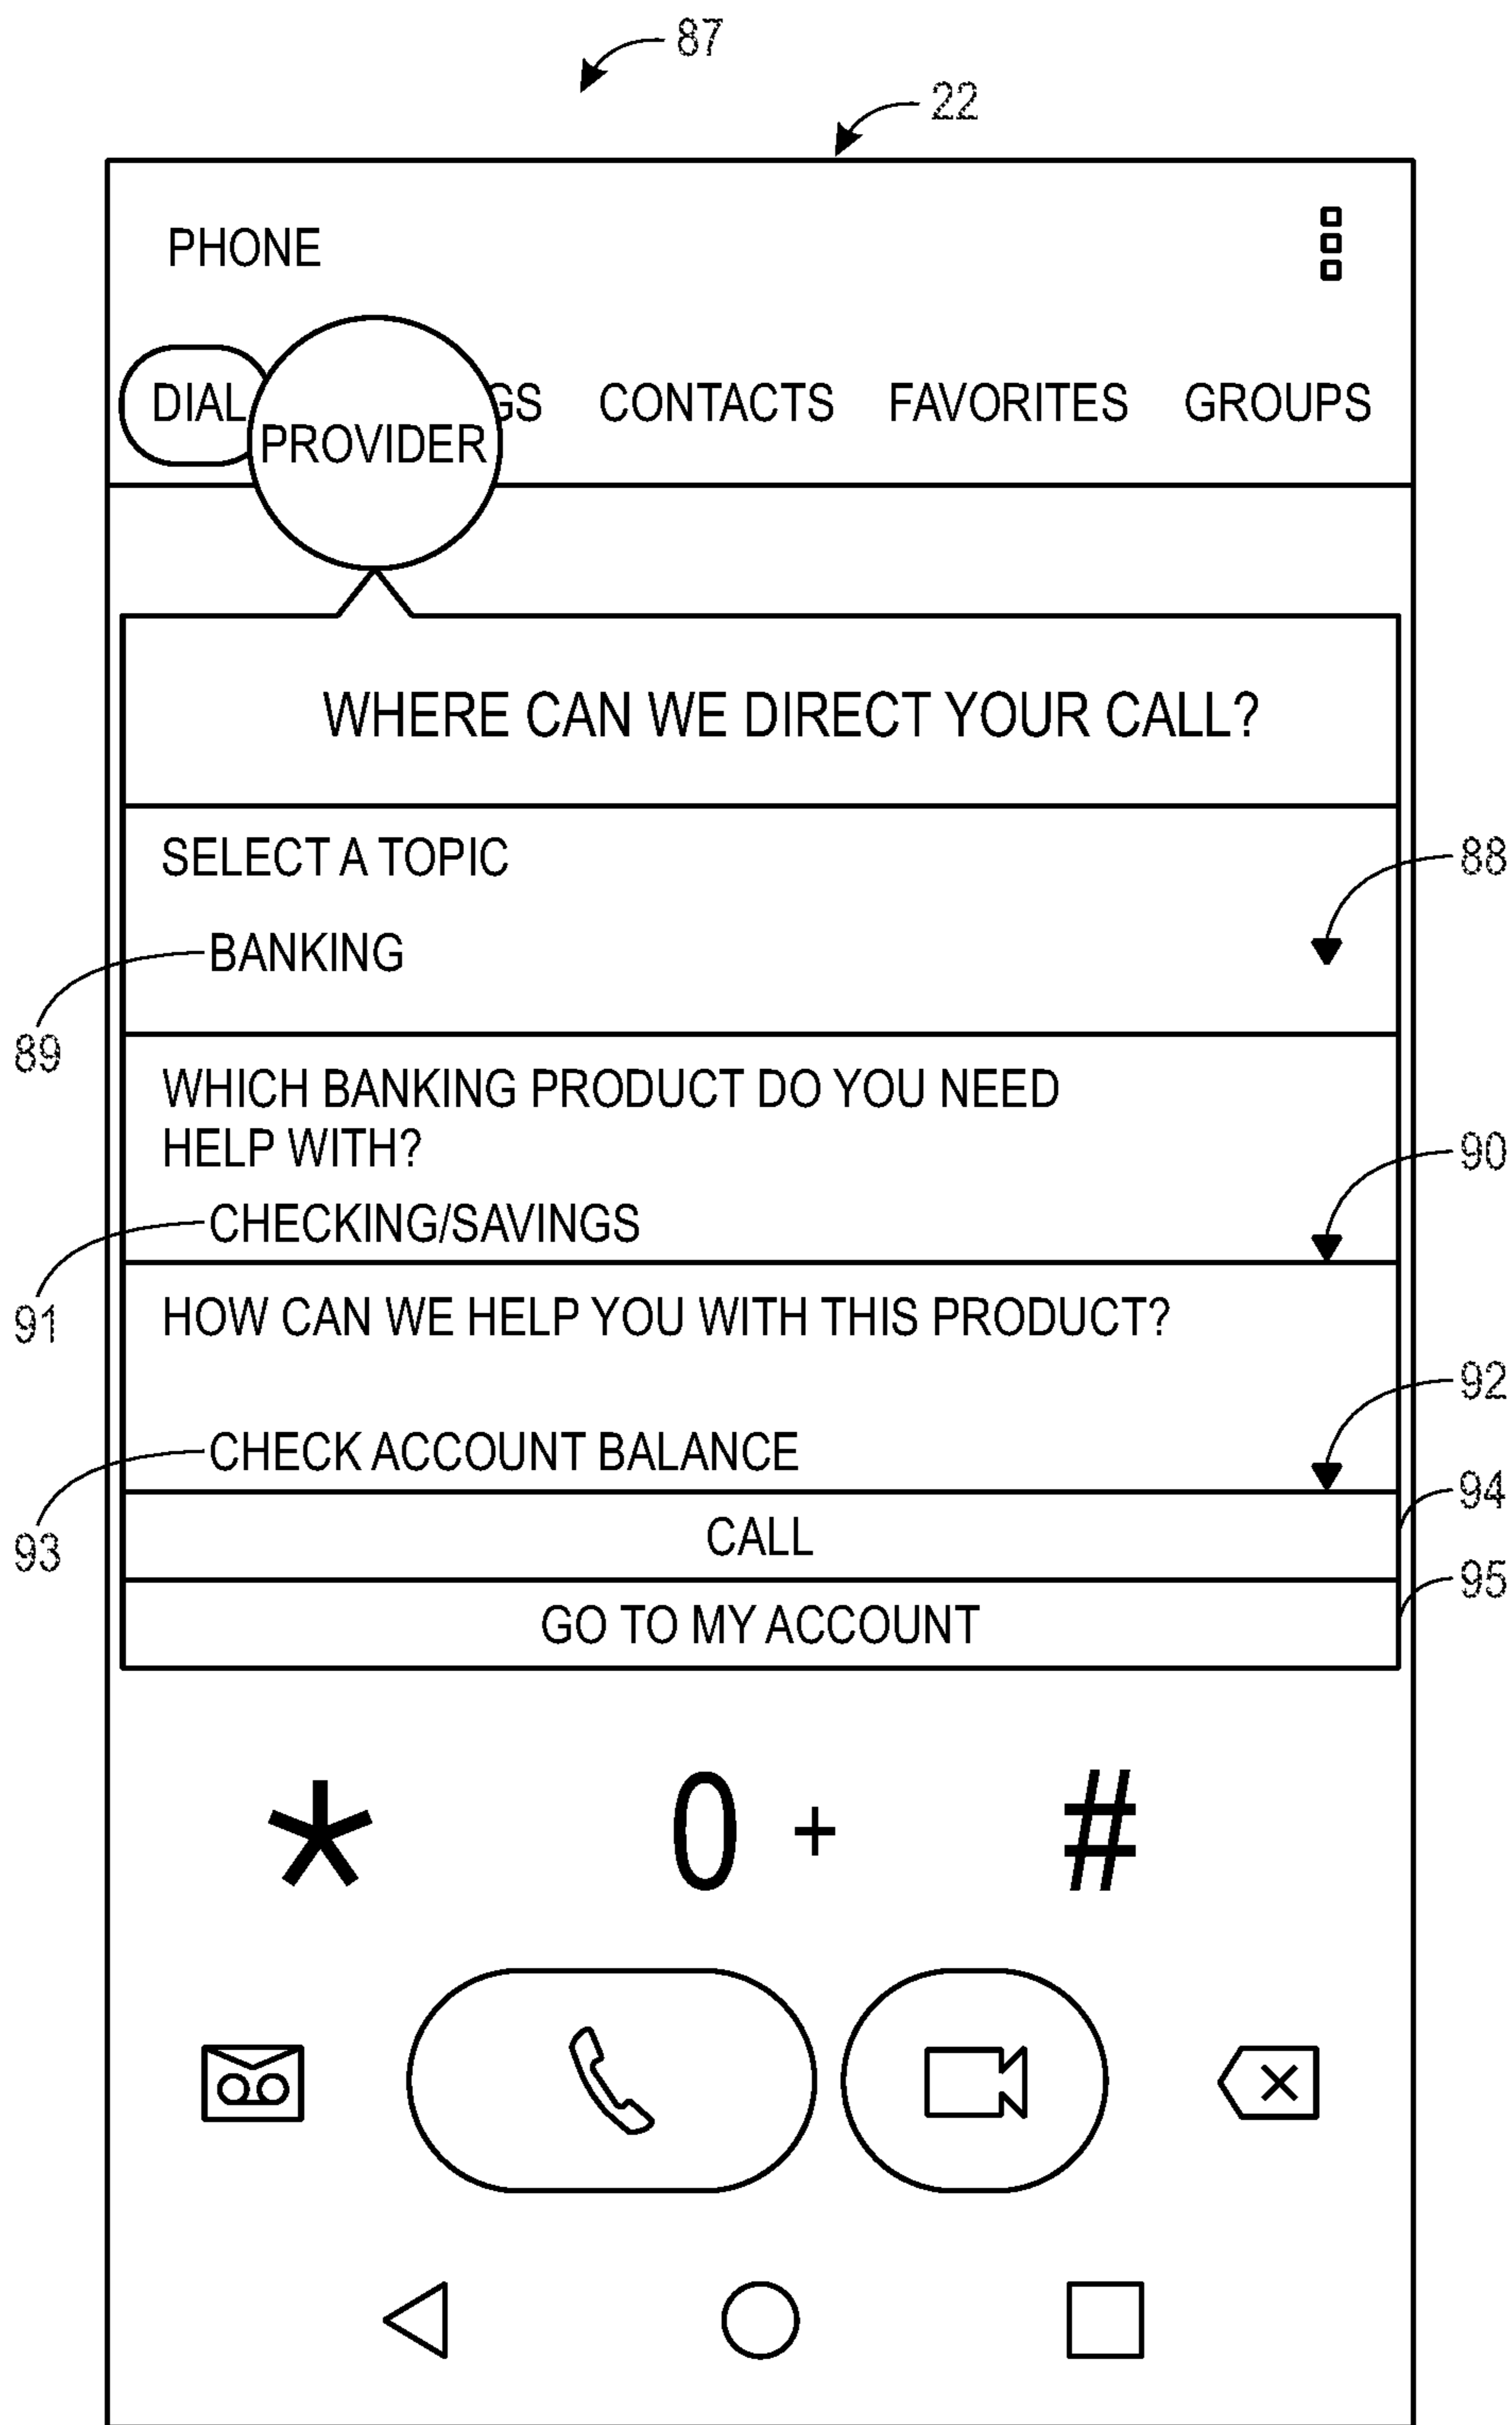 87
22
PHONE
DIAL GS CONTACTS FAVORITES GROUPS
PROVIDER
WHERE CAN WE DIRECT YOUR CALL?
SELECT A TOPIC
88
BANKING
89
WHICH BANKING PRODUCT DO YOU NEED
HELP WITH?
90
CHECKING/SAVINGS
91
HOW CAN WE HELP YOU WITH THIS PRODUCT?
92
CHECK ACCOUNT BALANCE
94
93
CALL
95
GO TO MY ACCOUNT
* 0 + #